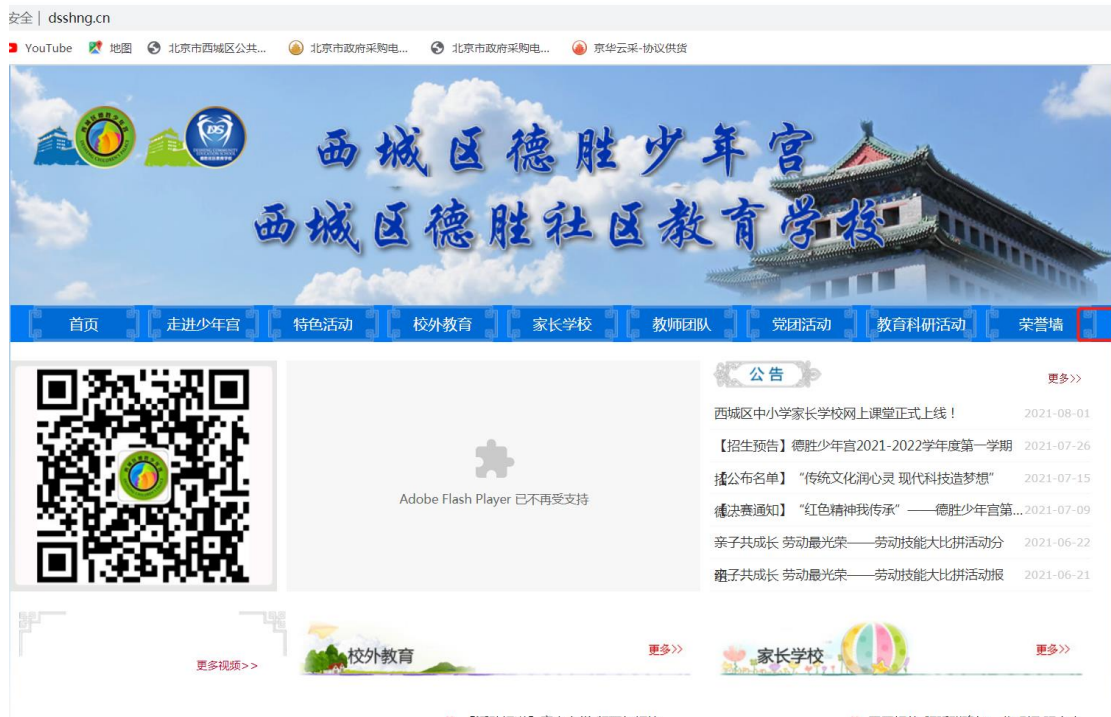 安全 | dsshng.cn
YouTube 地图 北京市西城区公共... 北京市政府采购电... 北京市政府采购电... 京华云采-协议供货
DS
西城区德胜少年宫
西城区德胜社区教育学校
首页 走进少年宫 特色活动 校外教育 家长学校 教师团队 党团活动 教育科研活动 荣誉墙
公告 更多>>
西城区中小学家长学校网上课堂正式上线！ 2021-08-01
【招生预告】德胜少年宫2021-2022学年度第一学期 2021-07-26
公布名单】“传统文化润心灵 现代科技造梦想” 2021-07-15
决赛通知】“红色精神我传承”——德胜少年宫第... 2021-07-09
亲子共成长 劳动最光荣——劳动技能大比拼活动分 2021-06-22
子共成长 劳动最光荣——劳动技能大比拼活动报 2021-06-21
Adobe Flash Player 已不再受支持
更多视频>>
校外教育 更多>>
家长学校 更多>>